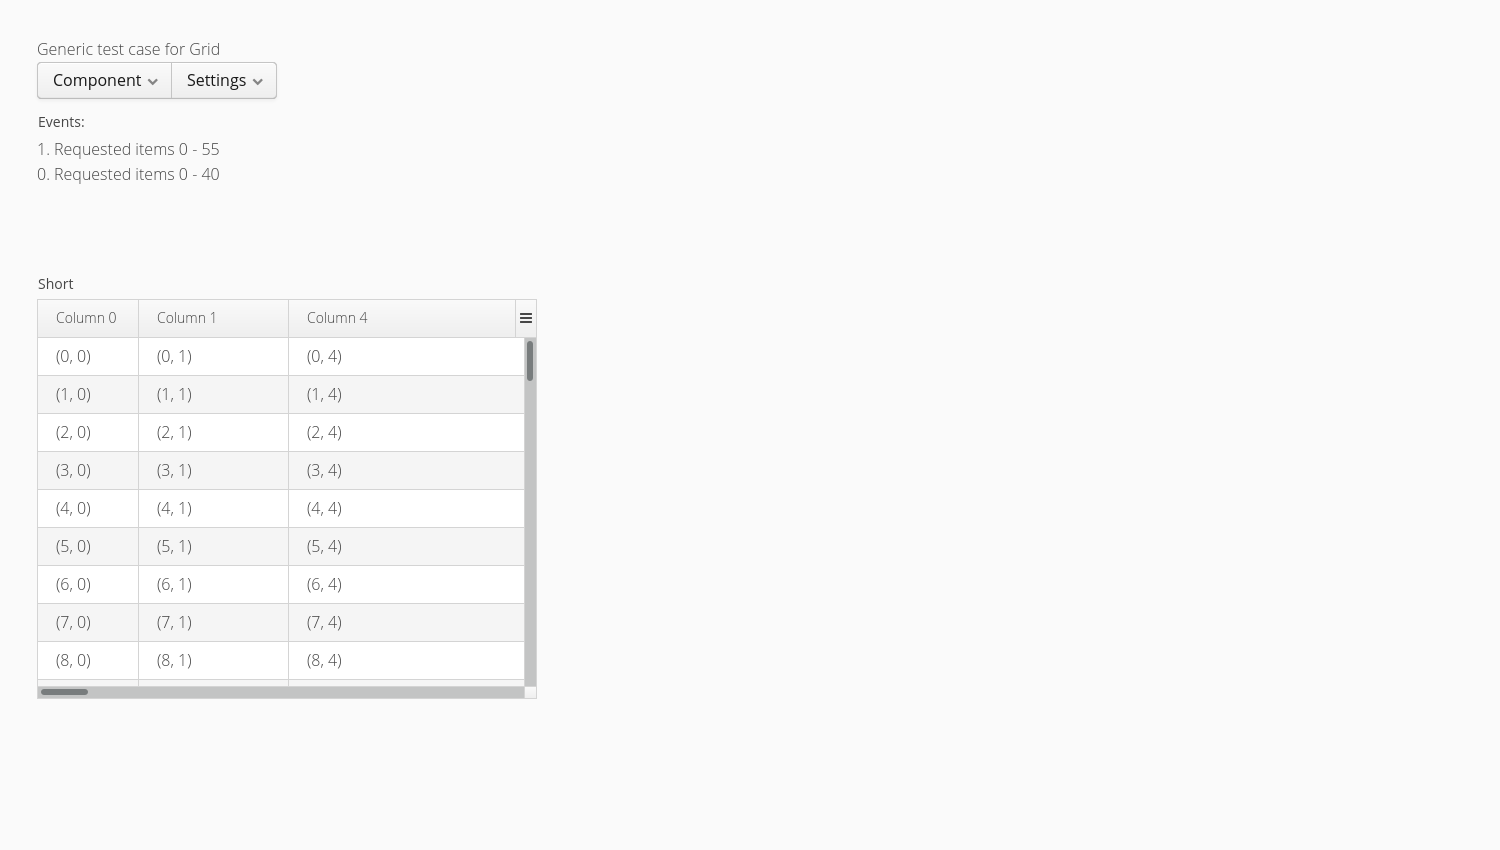 Generic test case for Grid
Component Settings
Events:
1. Requested items 0 - 55
0. Requested items 0 - 40
Short
Column 0 Column 1 Column 4
(0, 0) (0, 1) (0, 4)
(1, 0) (1, 1) (1, 4)
(2, 0) (2, 1) (2, 4)
(3, 0) (3, 1) (3, 4)
(4, 0) (4, 1) (4, 4)
(5, 0) (5, 1) (5, 4)
(6, 0) (6, 1) (6, 4)
(7, 0) (7, 1) (7, 4)
(8, 0) (8, 1) (8, 4)